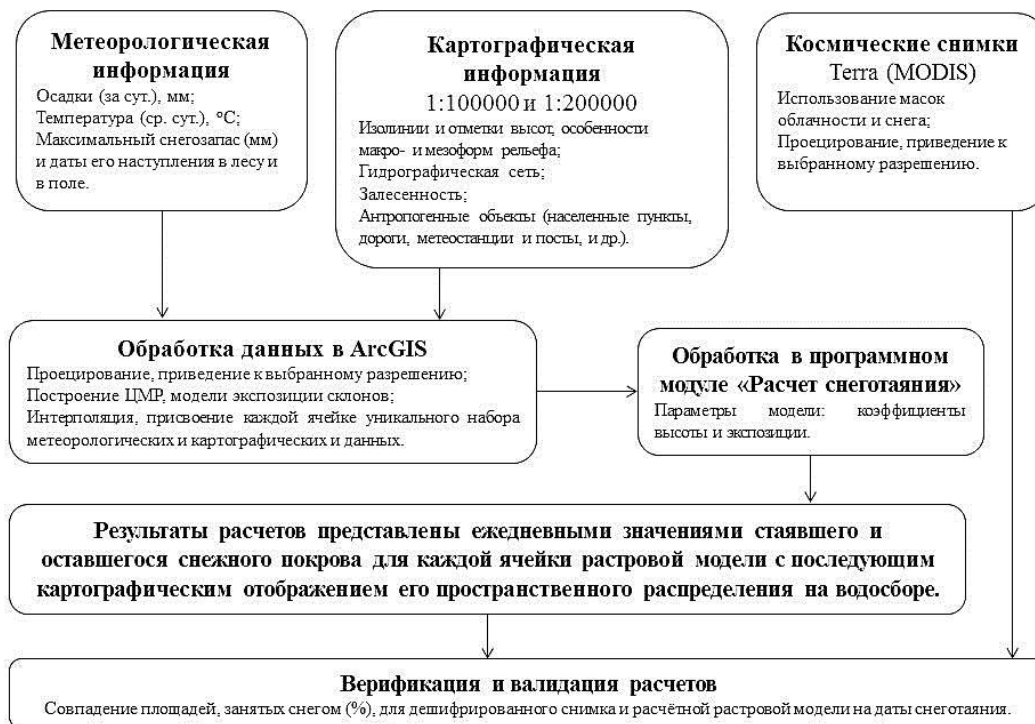 Метеорологическая
информация
Осадки (за сут.), мм;
Температура (ср. сут.), °С;
Максимальный снегозапас (мм)
и даты его наступления в лесу и
в поле.
Картографическая
информация
1:100000 и 1:200000
Изолинии и отметки высот, особенности
макро- и мезоформ рельефа;
Гидрографическая сеть;
Залесенность;
Антропогенные объекты (населенные пункты,
дороги, метеостанции и посты, и др.).
Космические снимки
Terra (MODIS)
Использование масок
облачности и снега;
Проецирование, приведение к
выбранному разрешению.
Обработка данных в ArcGIS
Проецирование, приведение к выбранному разрешению;
Построение ЦМР, модели экспозиции склонов;
Интерполяция, присвоение каждой ячейке уникального набора
метеорологических и картографических и данных.
Обработка в программном
модуле «Расчет снеготаяния»
Параметры модели: коэффициенты
высоты и экспозиции.
Результаты расчетов представлены ежедневными значениями стаявшего и
оставшегося снежного покрова для каждой ячейки растровой модели с последующим
картографическим отображением его пространственного распределения на водосборе.
Верификация и валидация расчетов
Совпадение площадей, занятых снегом (%), для дешифрированного снимка и расчётной растровой модели на даты снеготаяния.